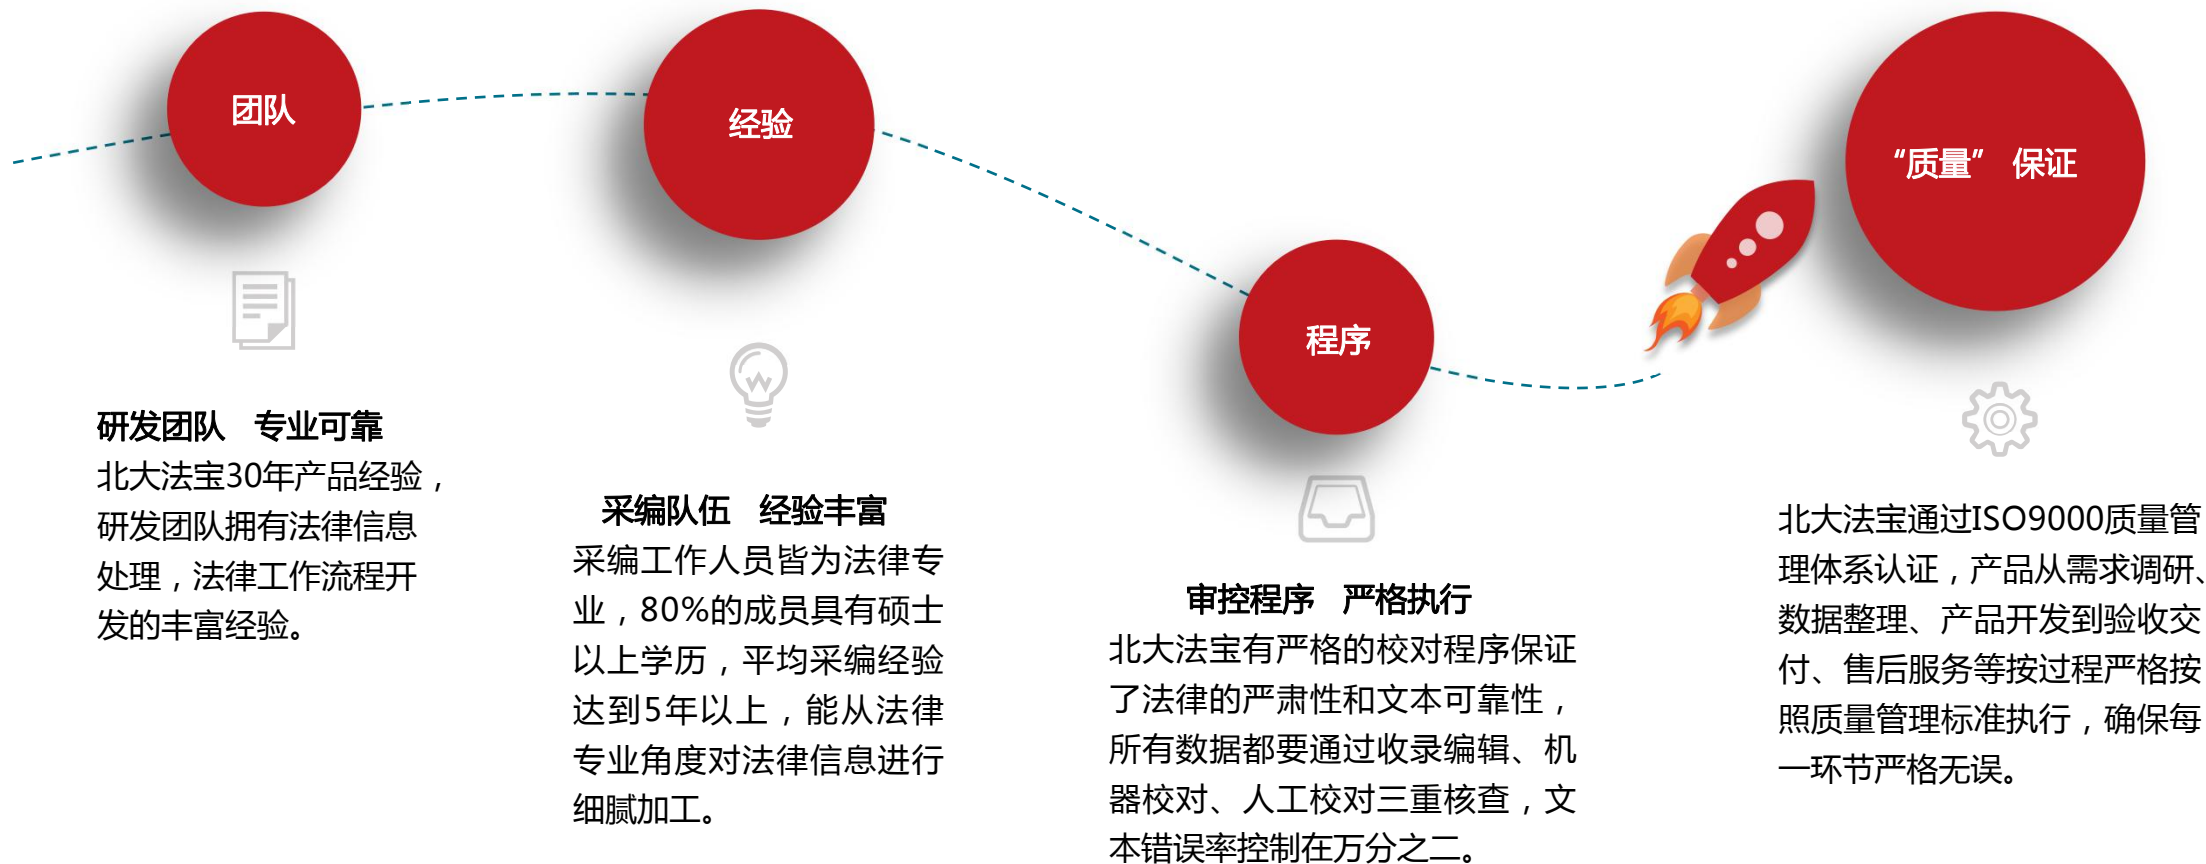 团队
研发团队 专业可靠
北大法宝30年产品经验，
研发团队拥有法律信息
处理，法律工作流程开
发的丰富经验。
经验
采编队伍 经验丰富
采编工作人员皆为法律专
业，80%的成员具有硕士
以上学历，平均采编经验
达到5年以上，能从法律
专业角度对法律信息进行
细腻加工。
程序
审控程序 严格执行
北大法宝有严格的校对程序保证
了法律的严肃性和文本可靠性，
所有数据都要通过收录编辑、机
器校对、人工校对三重核查，文
本错误率控制在万分之二。
“质量” 保证
北大法宝通过ISO9000质量管
理体系认证，产品从需求调研、
数据整理、产品开发到验收交
付、售后服务等按过程严格按
照质量管理标准执行，确保每
一环节严格无误。